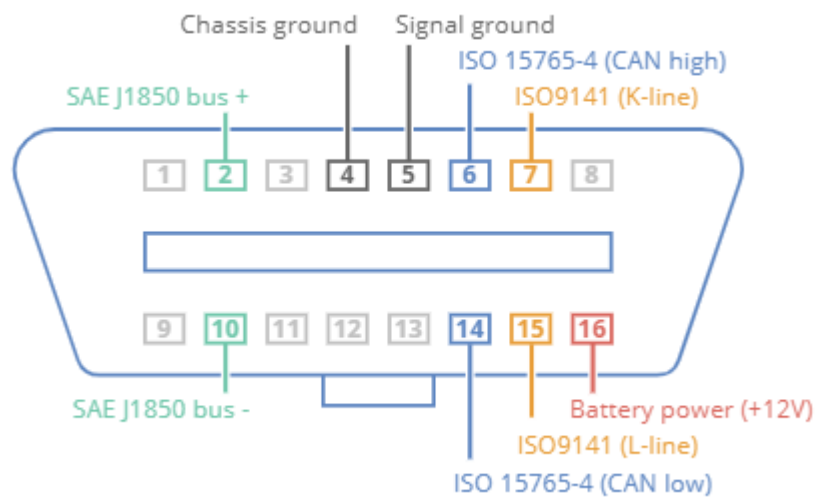 Chassis ground
Signal ground
ISO 15765-4 (CAN high)
SAE J1850 bus +
ISO9141 (K-line)
1 2 3 4 5 6 7 8
9 10 11 12 13 14 15 16
SAE J1850 bus -
Battery power (+12V)
ISO9141 (L-line)
ISO 15765-4 (CAN low)